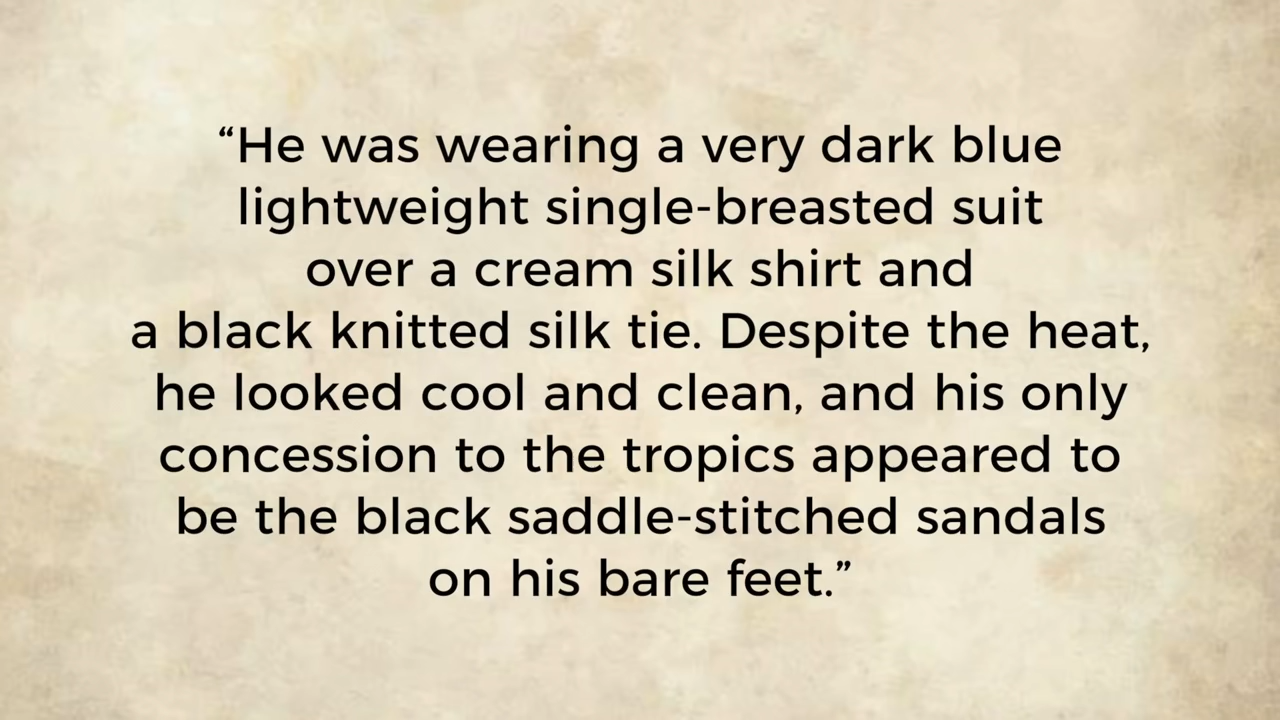 “He was wearing a very dark blue
lightweight single-breasted suit
over a cream silk shirt and
a black knitted silk tie. Despite the heat,
he looked cool and clean, and his only
concession to the tropics appeared to
be the black saddle-stitched sandals
on his bare feet.”